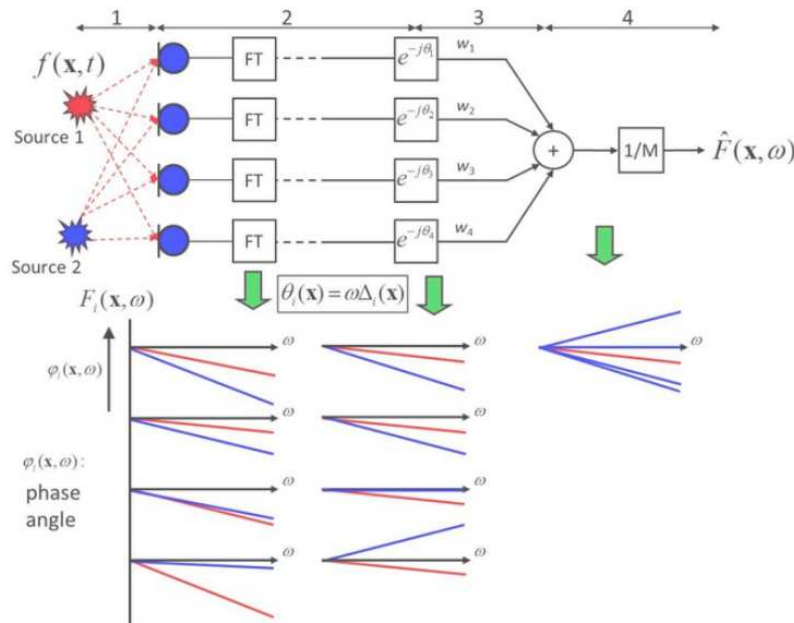 1 2 3 4
f(x,t)
Source 1
Source 2
FT e^{-jθ_1} w_1
FT e^{-jθ_2} w_2
FT e^{-jθ_3} w_3
FT e^{-jθ_4} w_4
+ 1/M F̂(x,ω)
θ_i(x)=ωΔ_i(x)
F_i(x,ω)
φ_i(x,ω)
φ_i(x,ω):
phase
angle
ω ω ω
ω ω
ω ω
ω ω